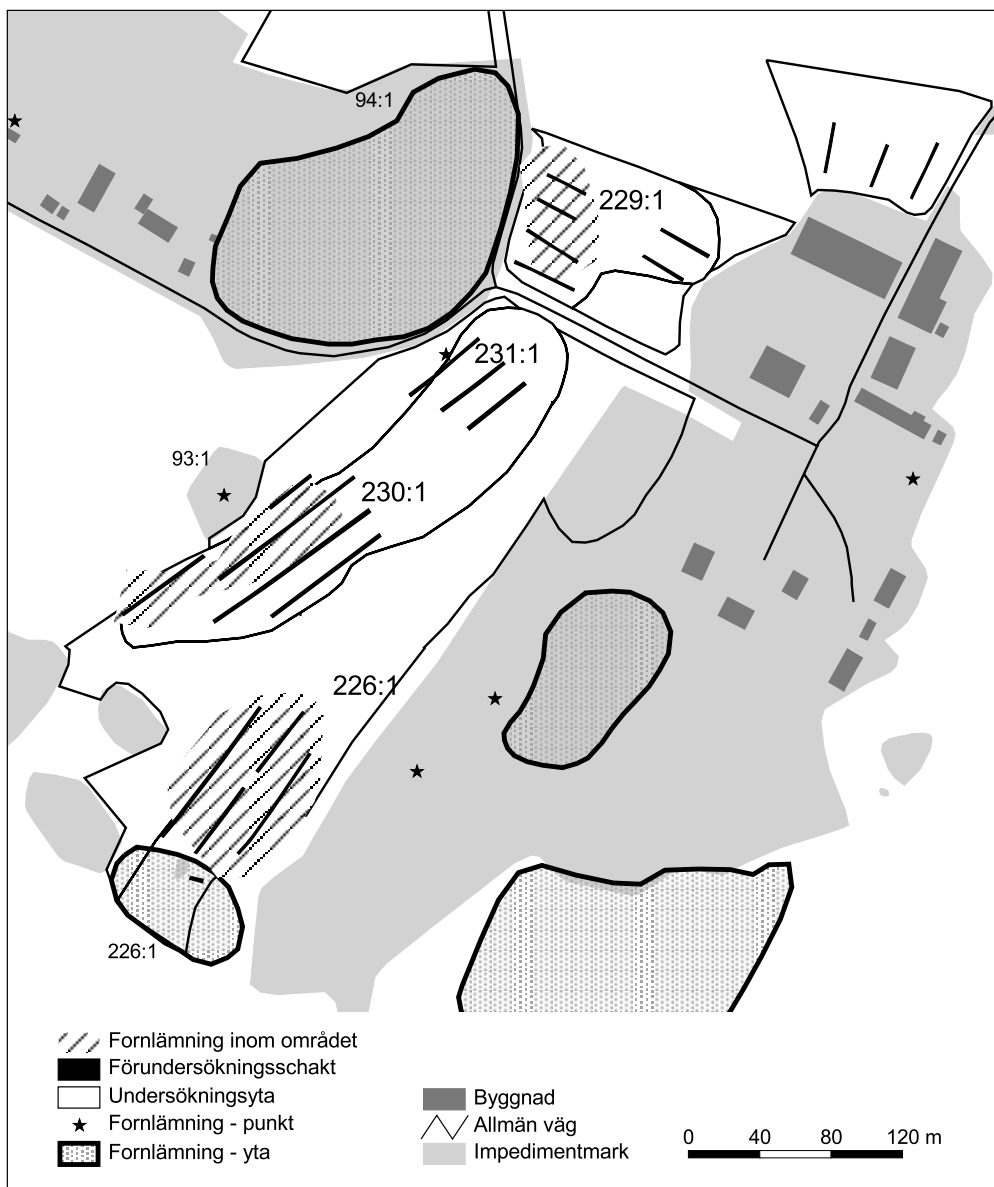 94:1
229:1
231:1
93:1
230:1
226:1
226:1
Fornlämning inom området
Förundersökningsschakt
Undersökningsyta
Fornlämning - punkt
Fornlämning - yta
Byggnad
Allmän väg
Impedimentmark
0 40 80 120 m